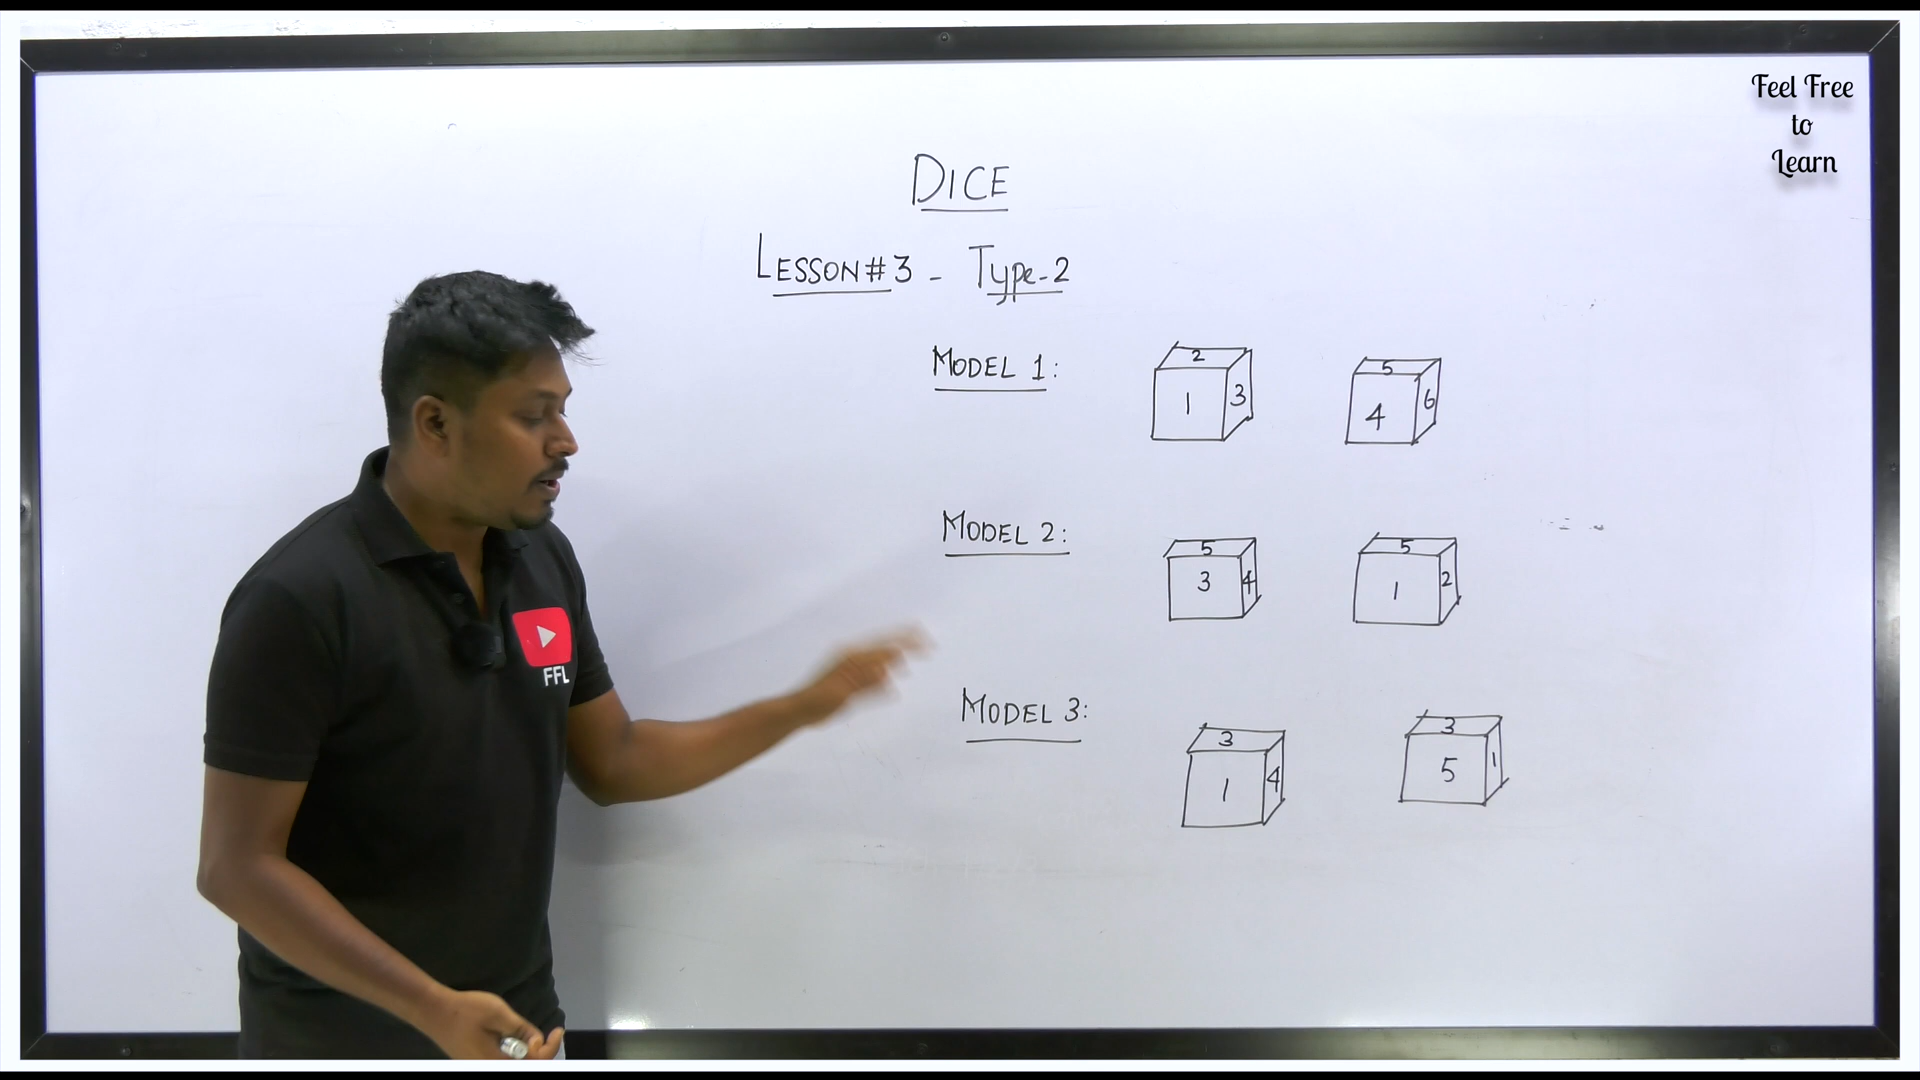 Feel Free
to
Learn
DICE
LESSON#3 - Type-2
MODEL 1:
2
1 3
5
4 6
MODEL 2:
5
3 4
5
1 2
MODEL 3:
3
1 4
3
5 1
FFL